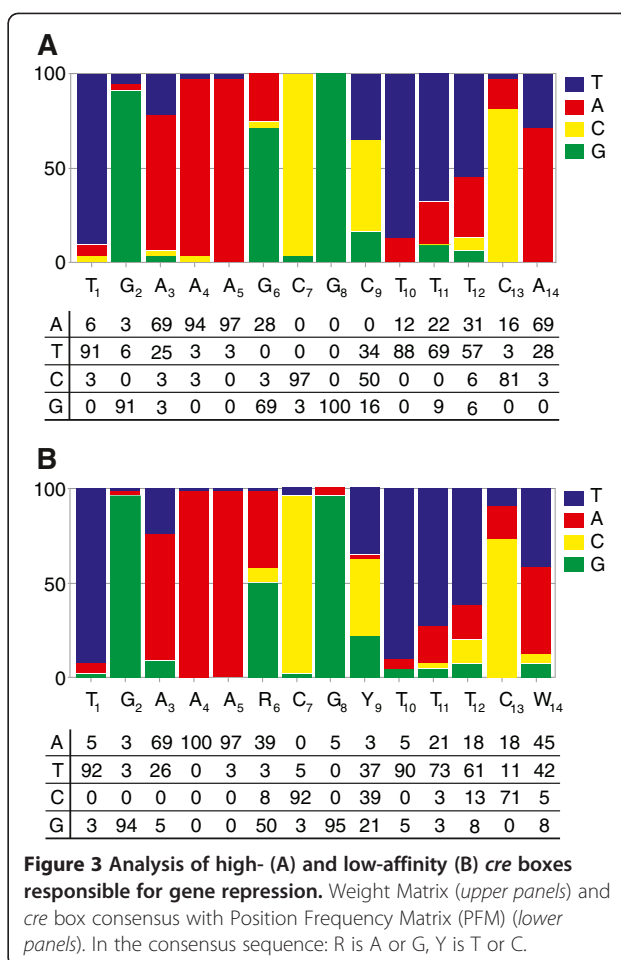 A
100
50
0
T
A
C
G
T1 G2 A3 A4 A5 G6 C7 G8 C9 T10 T11 T12 C13 A14
A 6 3 69 94 97 28 0 0 0 12 22 31 16 69
T 91 6 25 3 3 0 0 0 34 88 69 57 3 28
C 3 0 3 3 0 3 97 0 50 0 0 6 81 3
G 0 91 3 0 0 69 3 100 16 0 9 6 0 0
B
100
50
0
T
A
C
G
T1 G2 A3 A4 A5 R6 C7 G8 Y9 T10 T11 T12 C13 W14
A 5 3 69 100 97 39 0 5 3 5 21 18 18 45
T 92 3 26 0 3 3 5 0 37 90 73 61 11 42
C 0 0 0 0 0 8 92 0 39 0 3 13 71 5
G 3 94 5 0 0 50 3 95 21 5 3 8 0 8
Figure 3 Analysis of high- (A) and low-affinity (B) cre boxes
responsible for gene repression. Weight Matrix (upper panels) and
cre box consensus with Position Frequency Matrix (PFM) (lower
panels). In the consensus sequence: R is A or G, Y is T or C.